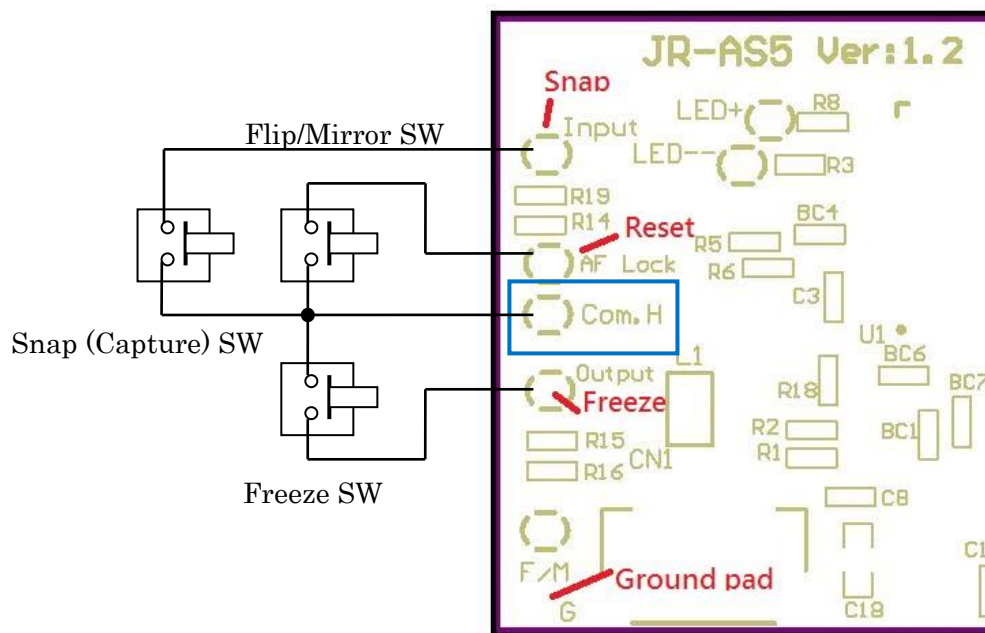 JR-AS5 Ver:1.2
Snap
LED+
R8
Flip/Mirror SW
Input
LED--
R3
R19
R14
BC4
Reset
R5
AF Lock
R6
C3
Com.H
Snap (Capture) SW
U1
L1
BC6
Output
R18
BC7
Freeze
R2
BC1
R15
CN1
R1
R16
Freeze SW
C8
F/M
Ground pad
G
C18